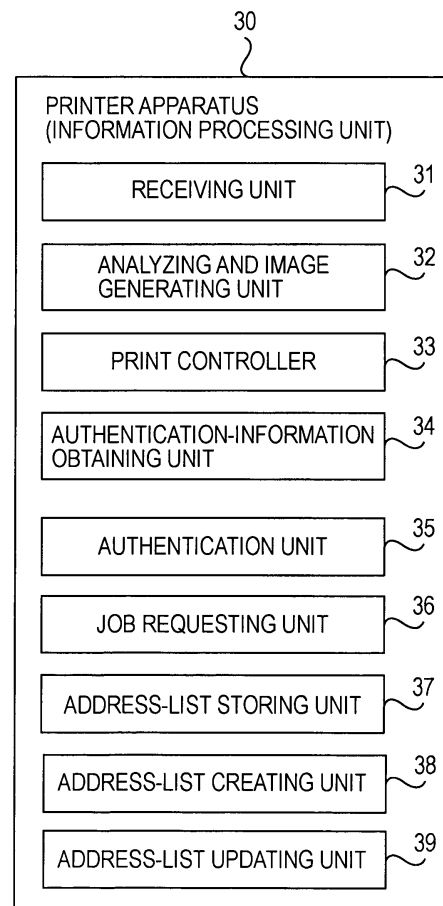 30
PRINTER APPARATUS
(INFORMATION PROCESSING UNIT)
RECEIVING UNIT
31
ANALYZING AND IMAGE
GENERATING UNIT
32
PRINT CONTROLLER
33
AUTHENTICATION-INFORMATION
OBTAINING UNIT
34
AUTHENTICATION UNIT
35
JOB REQUESTING UNIT
36
ADDRESS-LIST STORING UNIT
37
ADDRESS-LIST CREATING UNIT
38
ADDRESS-LIST UPDATING UNIT
39